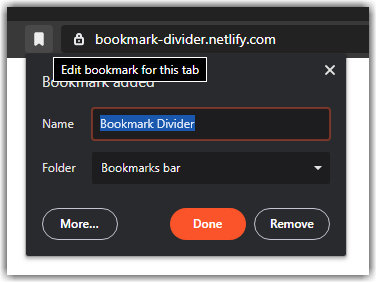 bookmark-divider.netlify.com
Edit bookmark for this tab
Bookmark added
Name
Bookmark Divider
Folder
Bookmarks bar
More...
Done
Remove